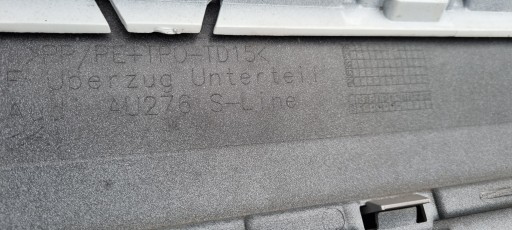 >PP/PE-TPO-TD15<
F Überzug Unterteil
4U276 S-Line